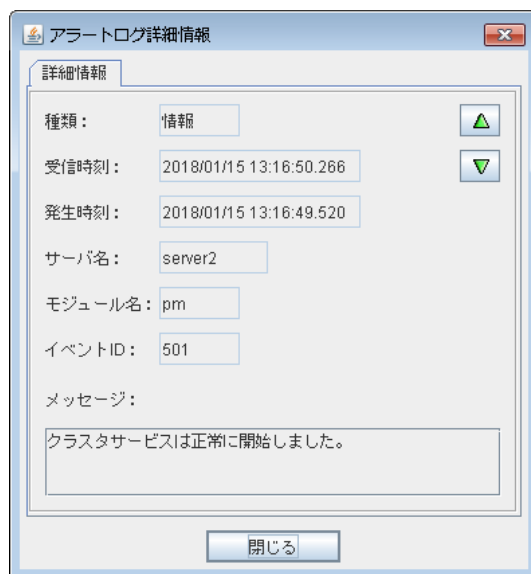 アラートログ詳細情報
詳細情報
種類： 情報
受信時刻： 2018/01/15 13:16:50.266
発生時刻： 2018/01/15 13:16:49.520
サーバ名： server2
モジュール名： pm
イベントID： 501
メッセージ：
クラスタサービスは正常に開始しました。
閉じる